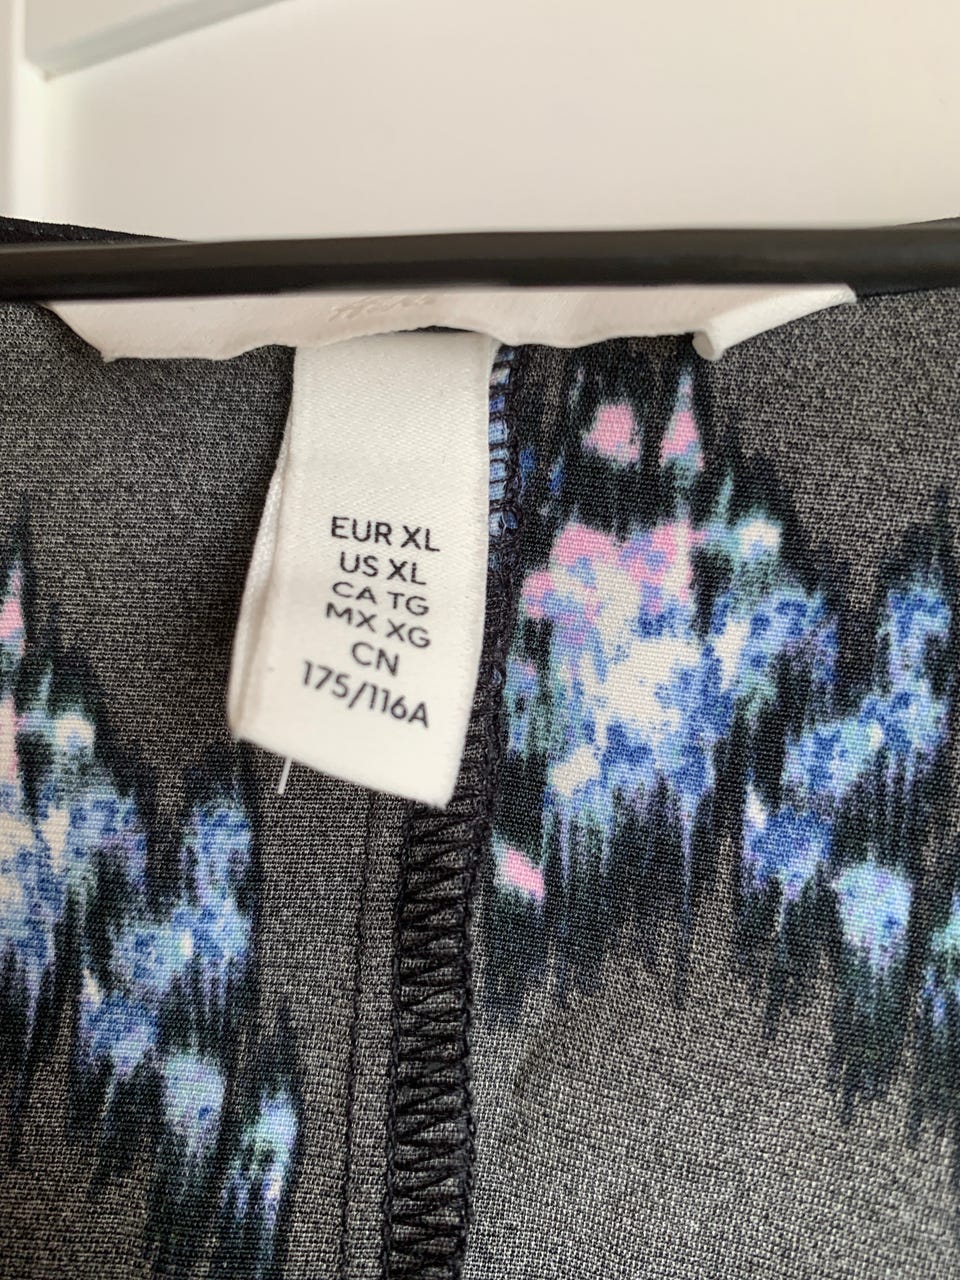 EUR XL
US XL
CA TG
MX XG
CN
175/116A